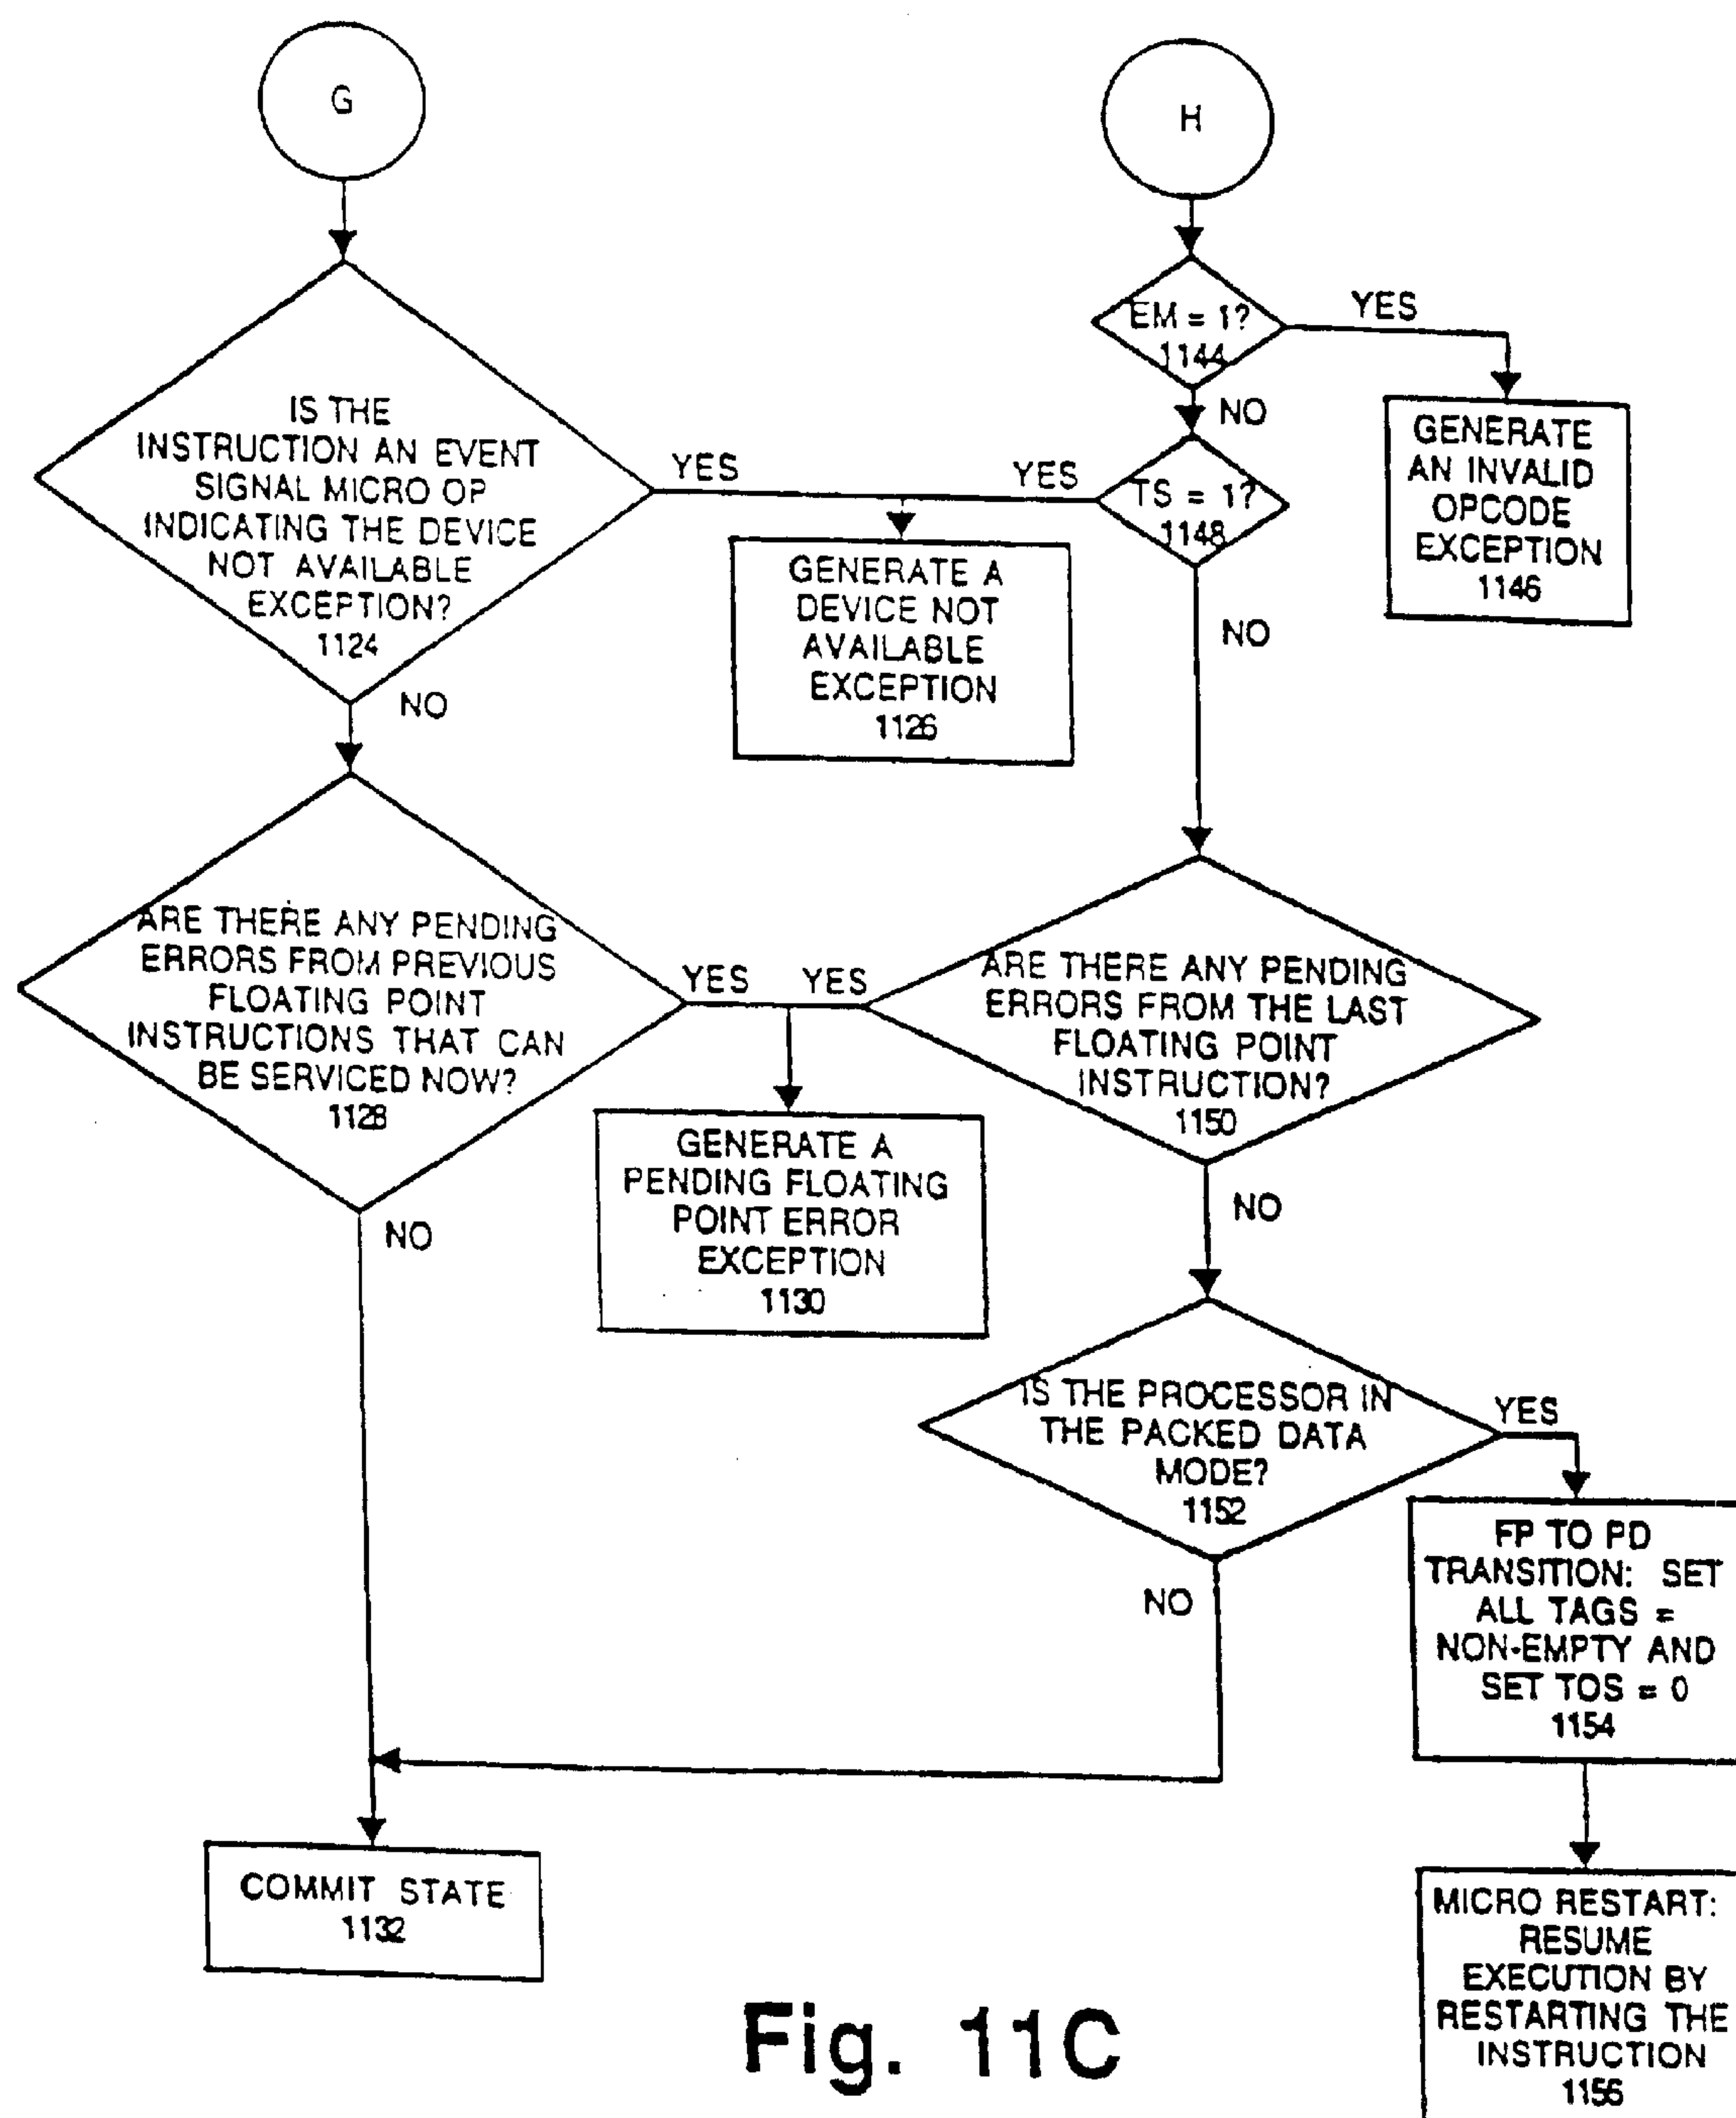 G
H
EM = 1?
1144
YES
NO
GENERATE
AN INVALID
OPCODE
EXCEPTION
1146
IS THE
INSTRUCTION AN EVENT
SIGNAL MICRO OP
INDICATING THE DEVICE
NOT AVAILABLE
EXCEPTION?
1124
YES
YES
TS = 1?
1148
GENERATE A
DEVICE NOT
AVAILABLE
EXCEPTION
1126
NO
NO
ARE THERE ANY PENDING
ERRORS FROM PREVIOUS
FLOATING POINT
INSTRUCTIONS THAT CAN
BE SERVICED NOW?
1128
YES
YES
ARE THERE ANY PENDING
ERRORS FROM THE LAST
FLOATING POINT
INSTRUCTION?
1150
GENERATE A
PENDING FLOATING
POINT ERROR
EXCEPTION
1130
NO
NO
IS THE PROCESSOR IN
THE PACKED DATA
MODE?
1152
YES
NO
FP TO PD
TRANSITION: SET
ALL TAGS =
NON-EMPTY AND
SET TOS = 0
1154
COMMIT STATE
1132
MICRO RESTART:
RESUME
EXECUTION BY
RESTARTING THE
INSTRUCTION
1156
Fig. 11C